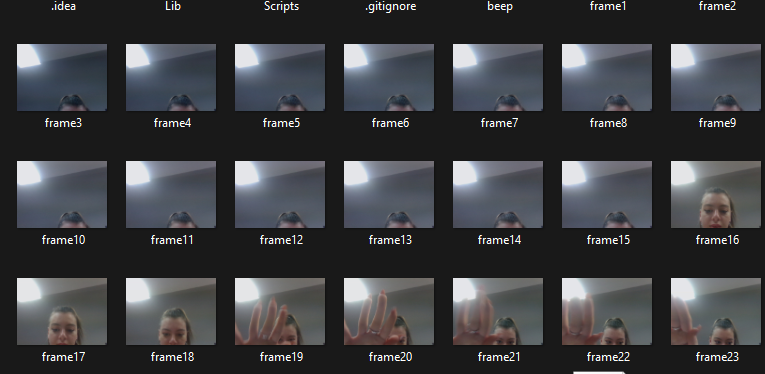 .idea Lib Scripts .gitignore beep frame1 frame2
frame3 frame4 frame5 frame6 frame7 frame8 frame9
frame10 frame11 frame12 frame13 frame14 frame15 frame16
frame17 frame18 frame19 frame20 frame21 frame22 frame23